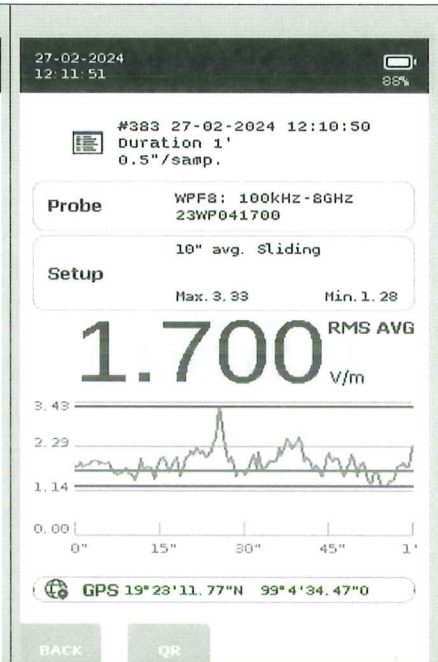 27-02-2024
12:11:51
88%
#383 27-02-2024 12:10:50
Duration 1'
0.5"/samp.
Probe
WPF8: 100kHz-8GHz
23WP041700
Setup
10" avg. Sliding
Max.3.33 Min.1.28
1.700 RMS AVG
V/m
3.43
2.29
1.14
0.00
0" 15" 30" 45" 1'
GPS 19°23'11.77"N 99°4'34.47"O
BACK QR